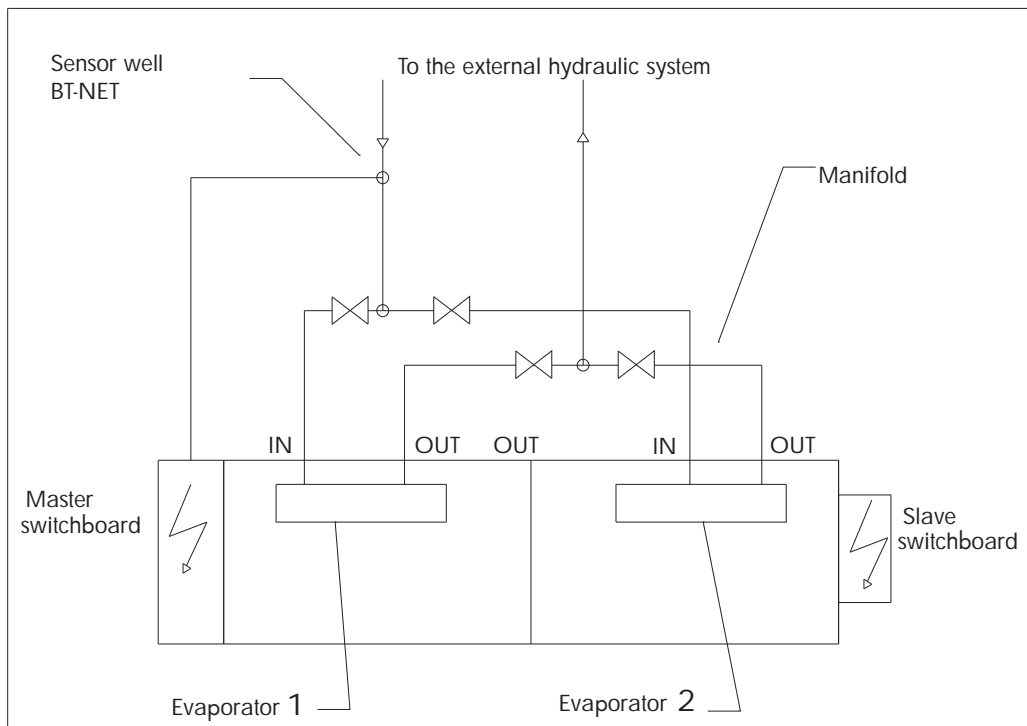 Sensor well
BT-NET
To the external hydraulic system
Manifold
IN
OUT
OUT
IN
OUT
Master
switchboard
Slave
switchboard
Evaporator 1
Evaporator 2